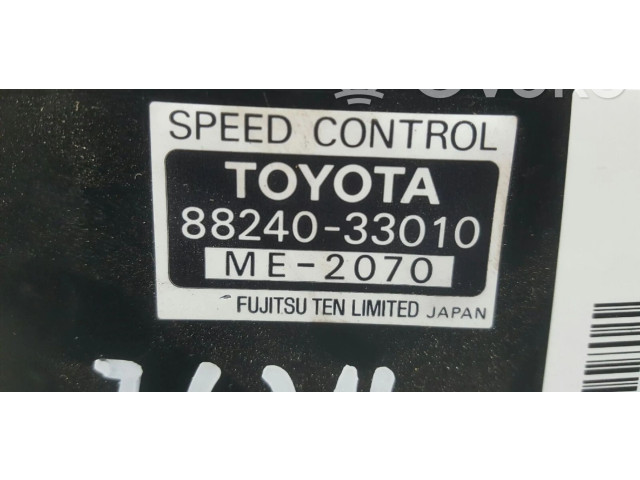 SPEED CONTROL
TOYOTA
88240-33010
ME-2070
FUJITSU TEN LIMITED JAPAN